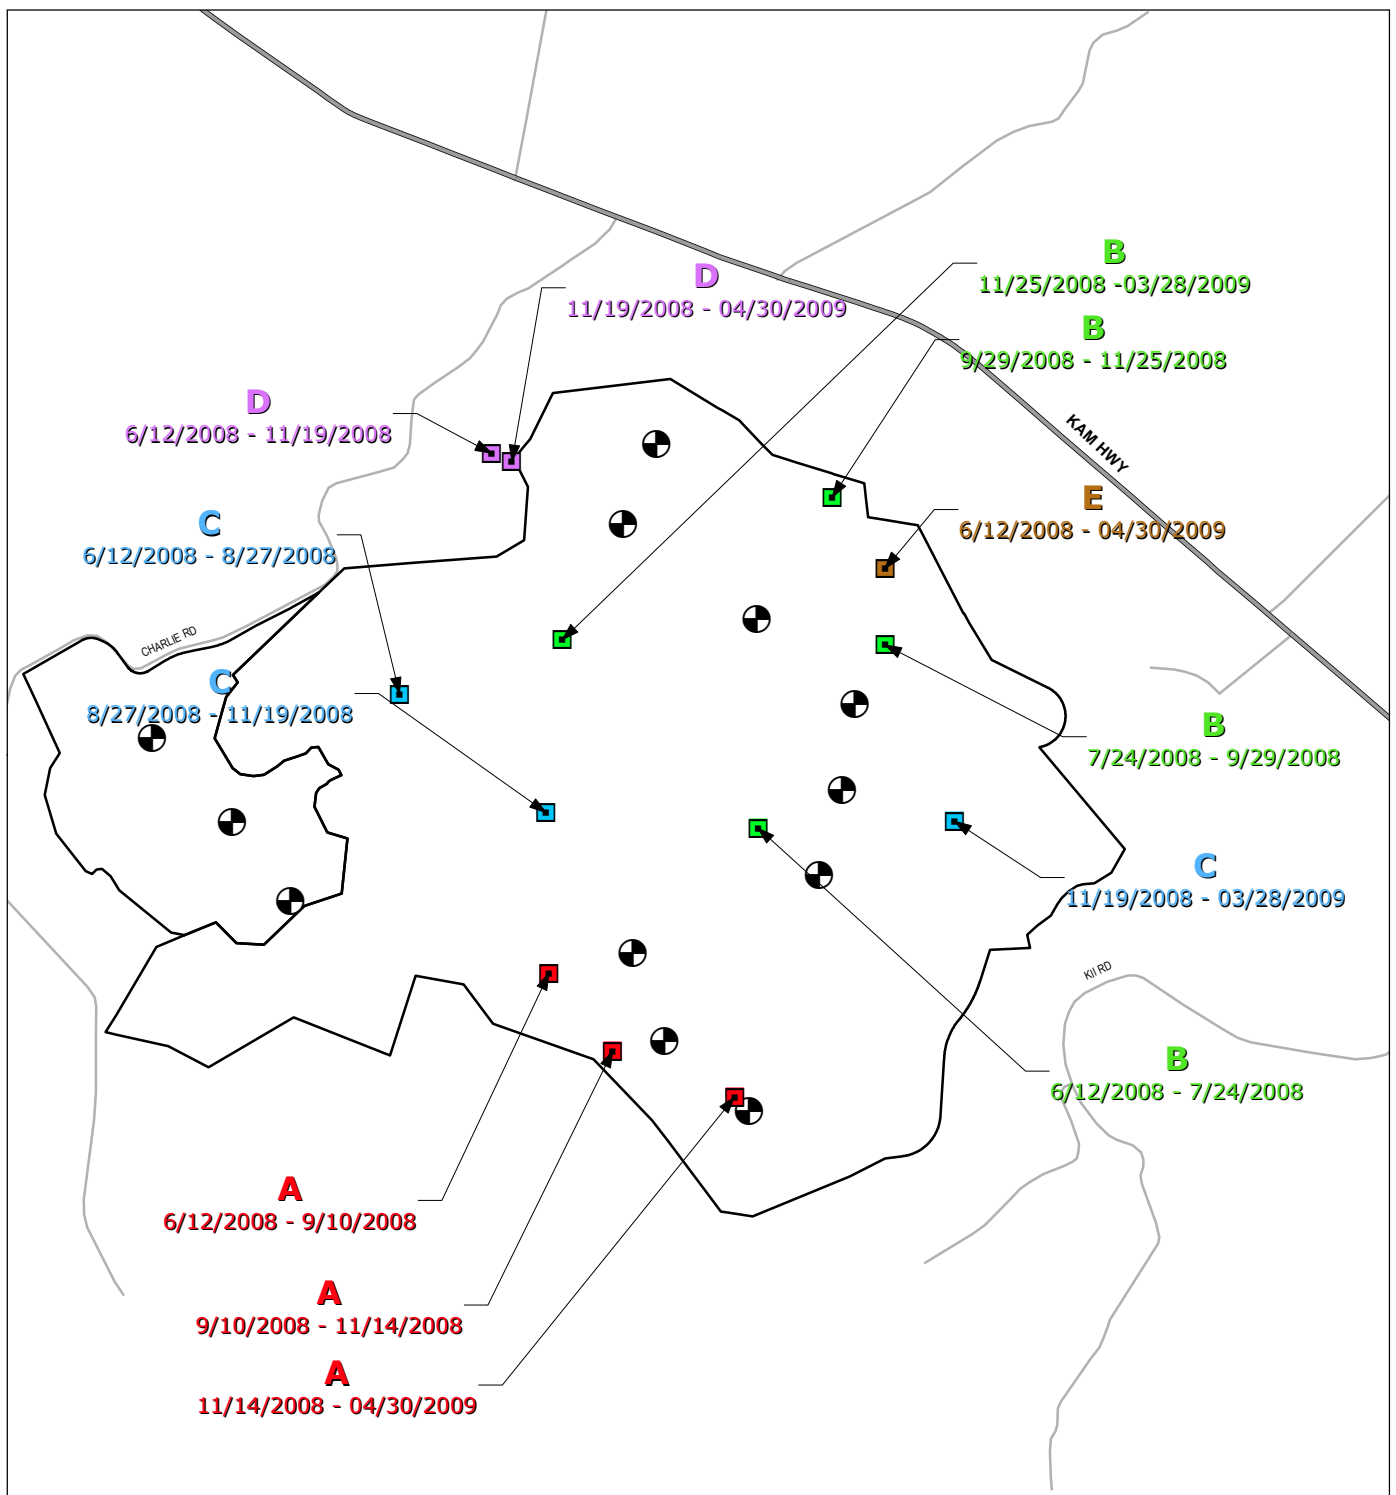 B
11/25/2008 -03/28/2009
D
11/19/2008 - 04/30/2009
B
9/29/2008 - 11/25/2008
D
6/12/2008 - 11/19/2008
KAM HWY
E
6/12/2008 - 04/30/2009
C
6/12/2008 - 8/27/2008
CHARLIE RD
C
8/27/2008 - 11/19/2008
B
7/24/2008 - 9/29/2008
C
11/19/2008 - 03/28/2009
KII RD
B
6/12/2008 - 7/24/2008
A
6/12/2008 - 9/10/2008
A
9/10/2008 - 11/14/2008
A
11/14/2008 - 04/30/2009